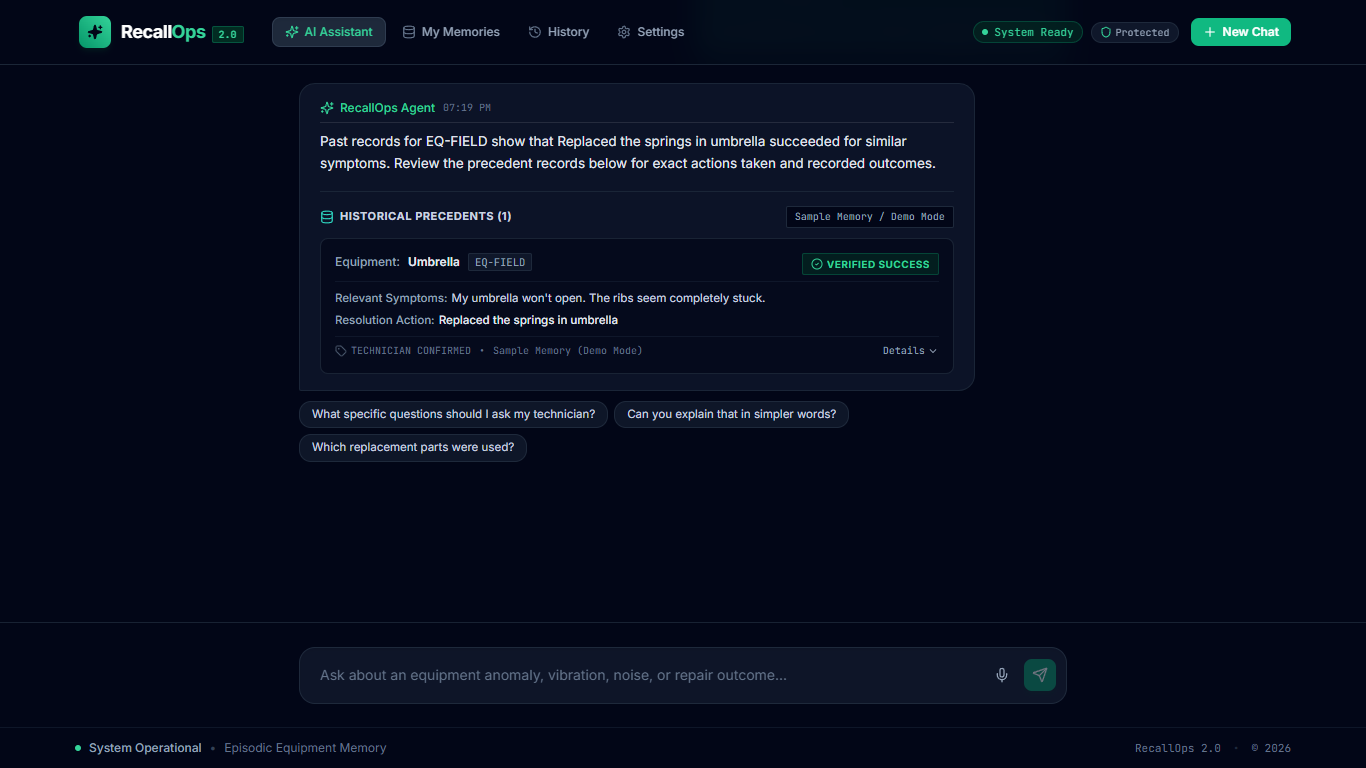 RecallOps 2.0 AI Assistant My Memories History Settings System Ready Protected New Chat
RecallOps Agent 07:19 PM
Past records for EQ-FIELD show that Replaced the springs in umbrella succeeded for similar
symptoms. Review the precedent records below for exact actions taken and recorded outcomes.
HISTORICAL PRECEDENTS (1) Sample Memory / Demo Mode
Equipment: Umbrella EQ-FIELD VERIFIED SUCCESS
Relevant Symptoms: My umbrella won't open. The ribs seem completely stuck.
Resolution Action: Replaced the springs in umbrella
TECHNICIAN CONFIRMED • Sample Memory (Demo Mode) Details
What specific questions should I ask my technician? Can you explain that in simpler words?
Which replacement parts were used?
Ask about an equipment anomaly, vibration, noise, or repair outcome...
System Operational • Episodic Equipment Memory RecallOps 2.0 · © 2026